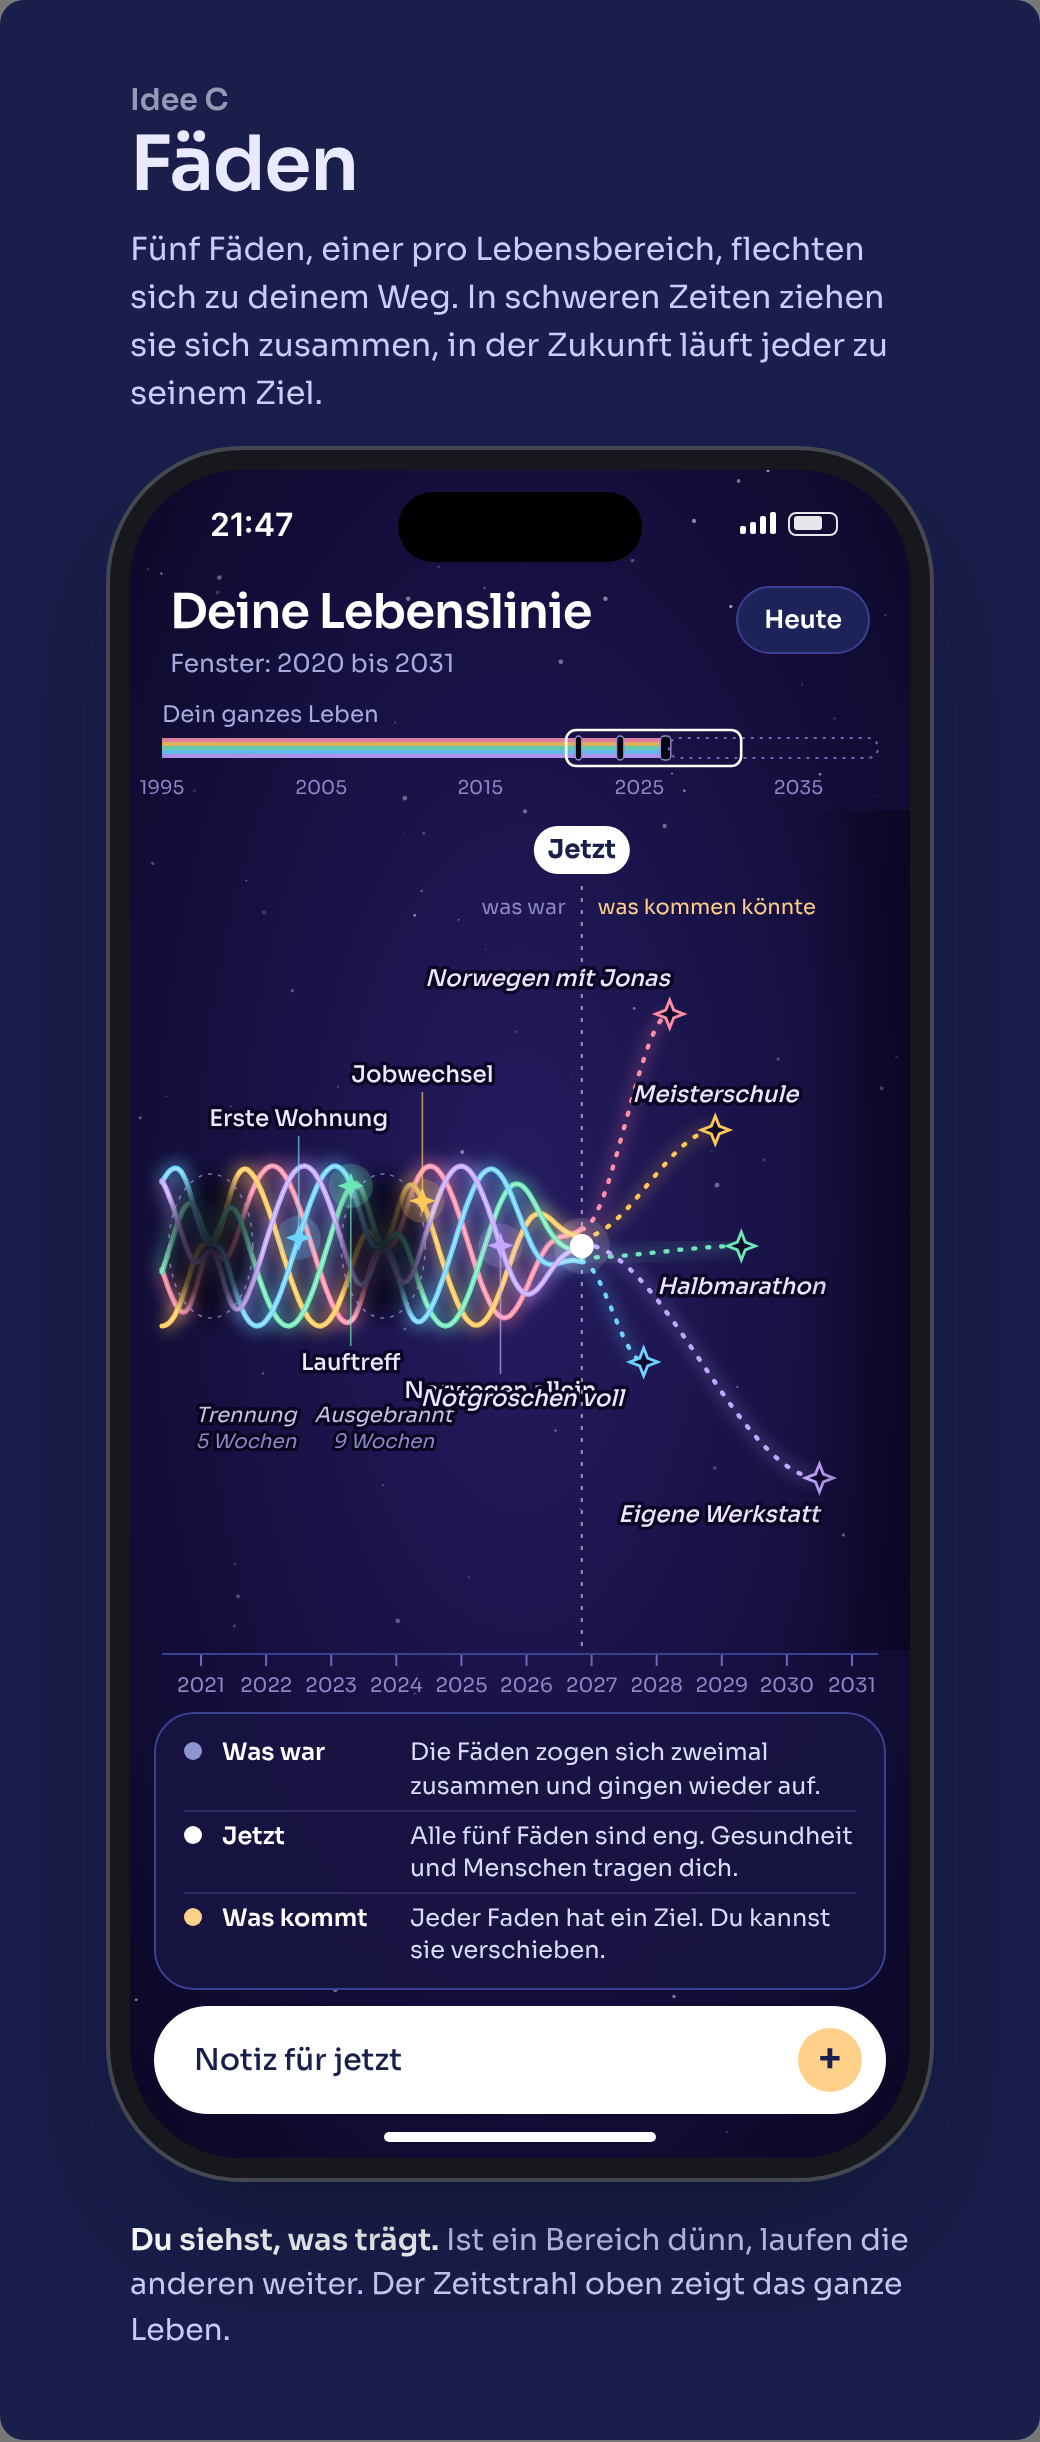 Idee C
Fäden
Fünf Fäden, einer pro Lebensbereich, flechten
sich zu deinem Weg. In schweren Zeiten ziehen
sie sich zusammen, in der Zukunft läuft jeder zu
seinem Ziel.
21:47
Deine Lebenslinie
Heute
Fenster: 2020 bis 2031
Dein ganzes Leben
1995 2005 2015 2025 2035
Jetzt
was war
was kommen könnte
Norwegen mit Jonas
Jobwechsel
Meisterschule
Erste Wohnung
Halbmarathon
Lauftreff
Norwegen allein
Notgroschen voll
Trennung
5 Wochen
Ausgebrannt
9 Wochen
Eigene Werkstatt
2021 2022 2023 2024 2025 2026 2027 2028 2029 2030 2031
Was war
Die Fäden zogen sich zweimal
zusammen und gingen wieder auf.
Jetzt
Alle fünf Fäden sind eng. Gesundheit
und Menschen tragen dich.
Was kommt
Jeder Faden hat ein Ziel. Du kannst
sie verschieben.
Notiz für jetzt
+
Du siehst, was trägt. Ist ein Bereich dünn, laufen die
anderen weiter. Der Zeitstrahl oben zeigt das ganze
Leben.